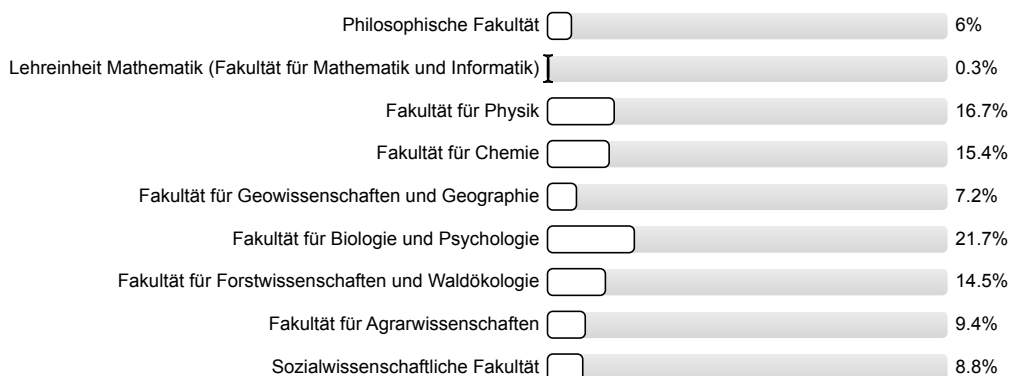 Philosophische Fakultät 6%
Lehreinheit Mathematik (Fakultät für Mathematik und Informatik) 0.3%
Fakultät für Physik 16.7%
Fakultät für Chemie 15.4%
Fakultät für Geowissenschaften und Geographie 7.2%
Fakultät für Biologie und Psychologie 21.7%
Fakultät für Forstwissenschaften und Waldökologie 14.5%
Fakultät für Agrarwissenschaften 9.4%
Sozialwissenschaftliche Fakultät 8.8%